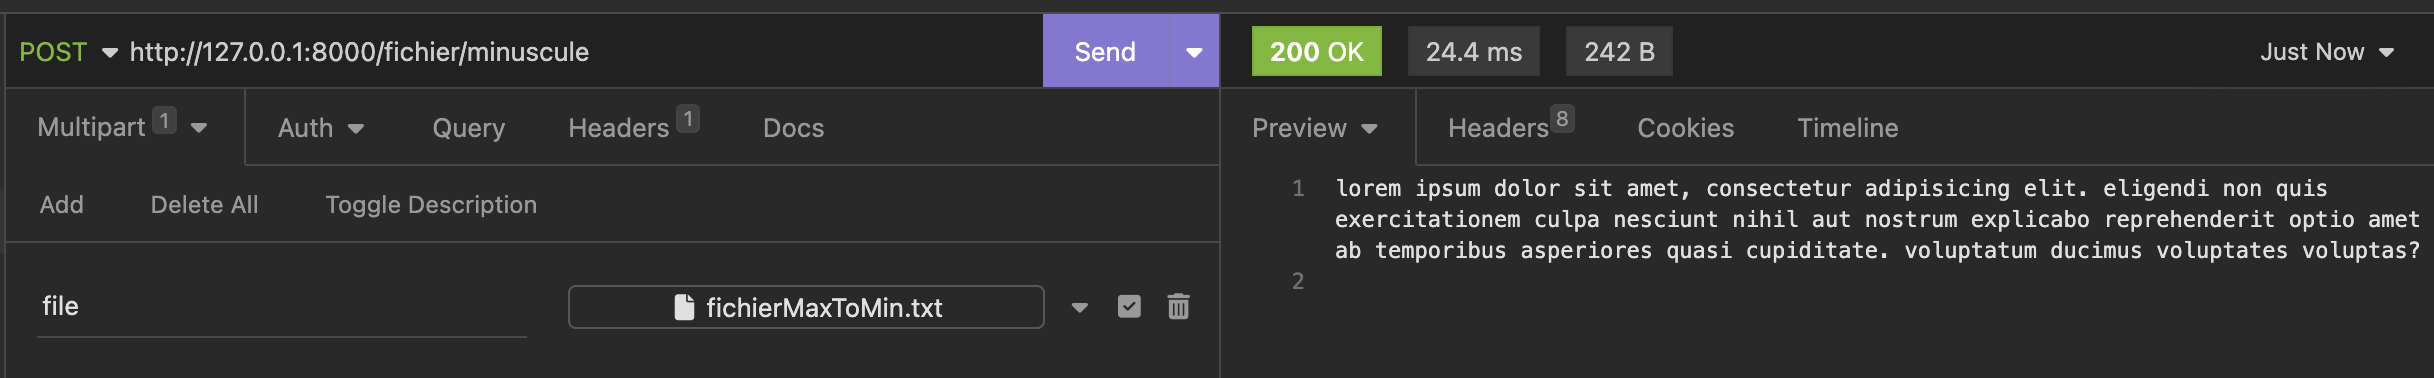 POST http://127.0.0.1:8000/fichier/minuscule Send 200 OK 24.4 ms 242 B Just Now
Multipart 1 Auth Query Headers 1 Docs Preview Headers 8 Cookies Timeline
Add Delete All Toggle Description
file fichierMaxToMin.txt
1 lorem ipsum dolor sit amet, consectetur adipisicing elit. eligendi non quis
exercitationem culpa nesciunt nihil aut nostrum explicabo reprehenderit optio amet
ab temporibus asperiores quasi cupiditate. voluptatum ducimus voluptates voluptas?
2